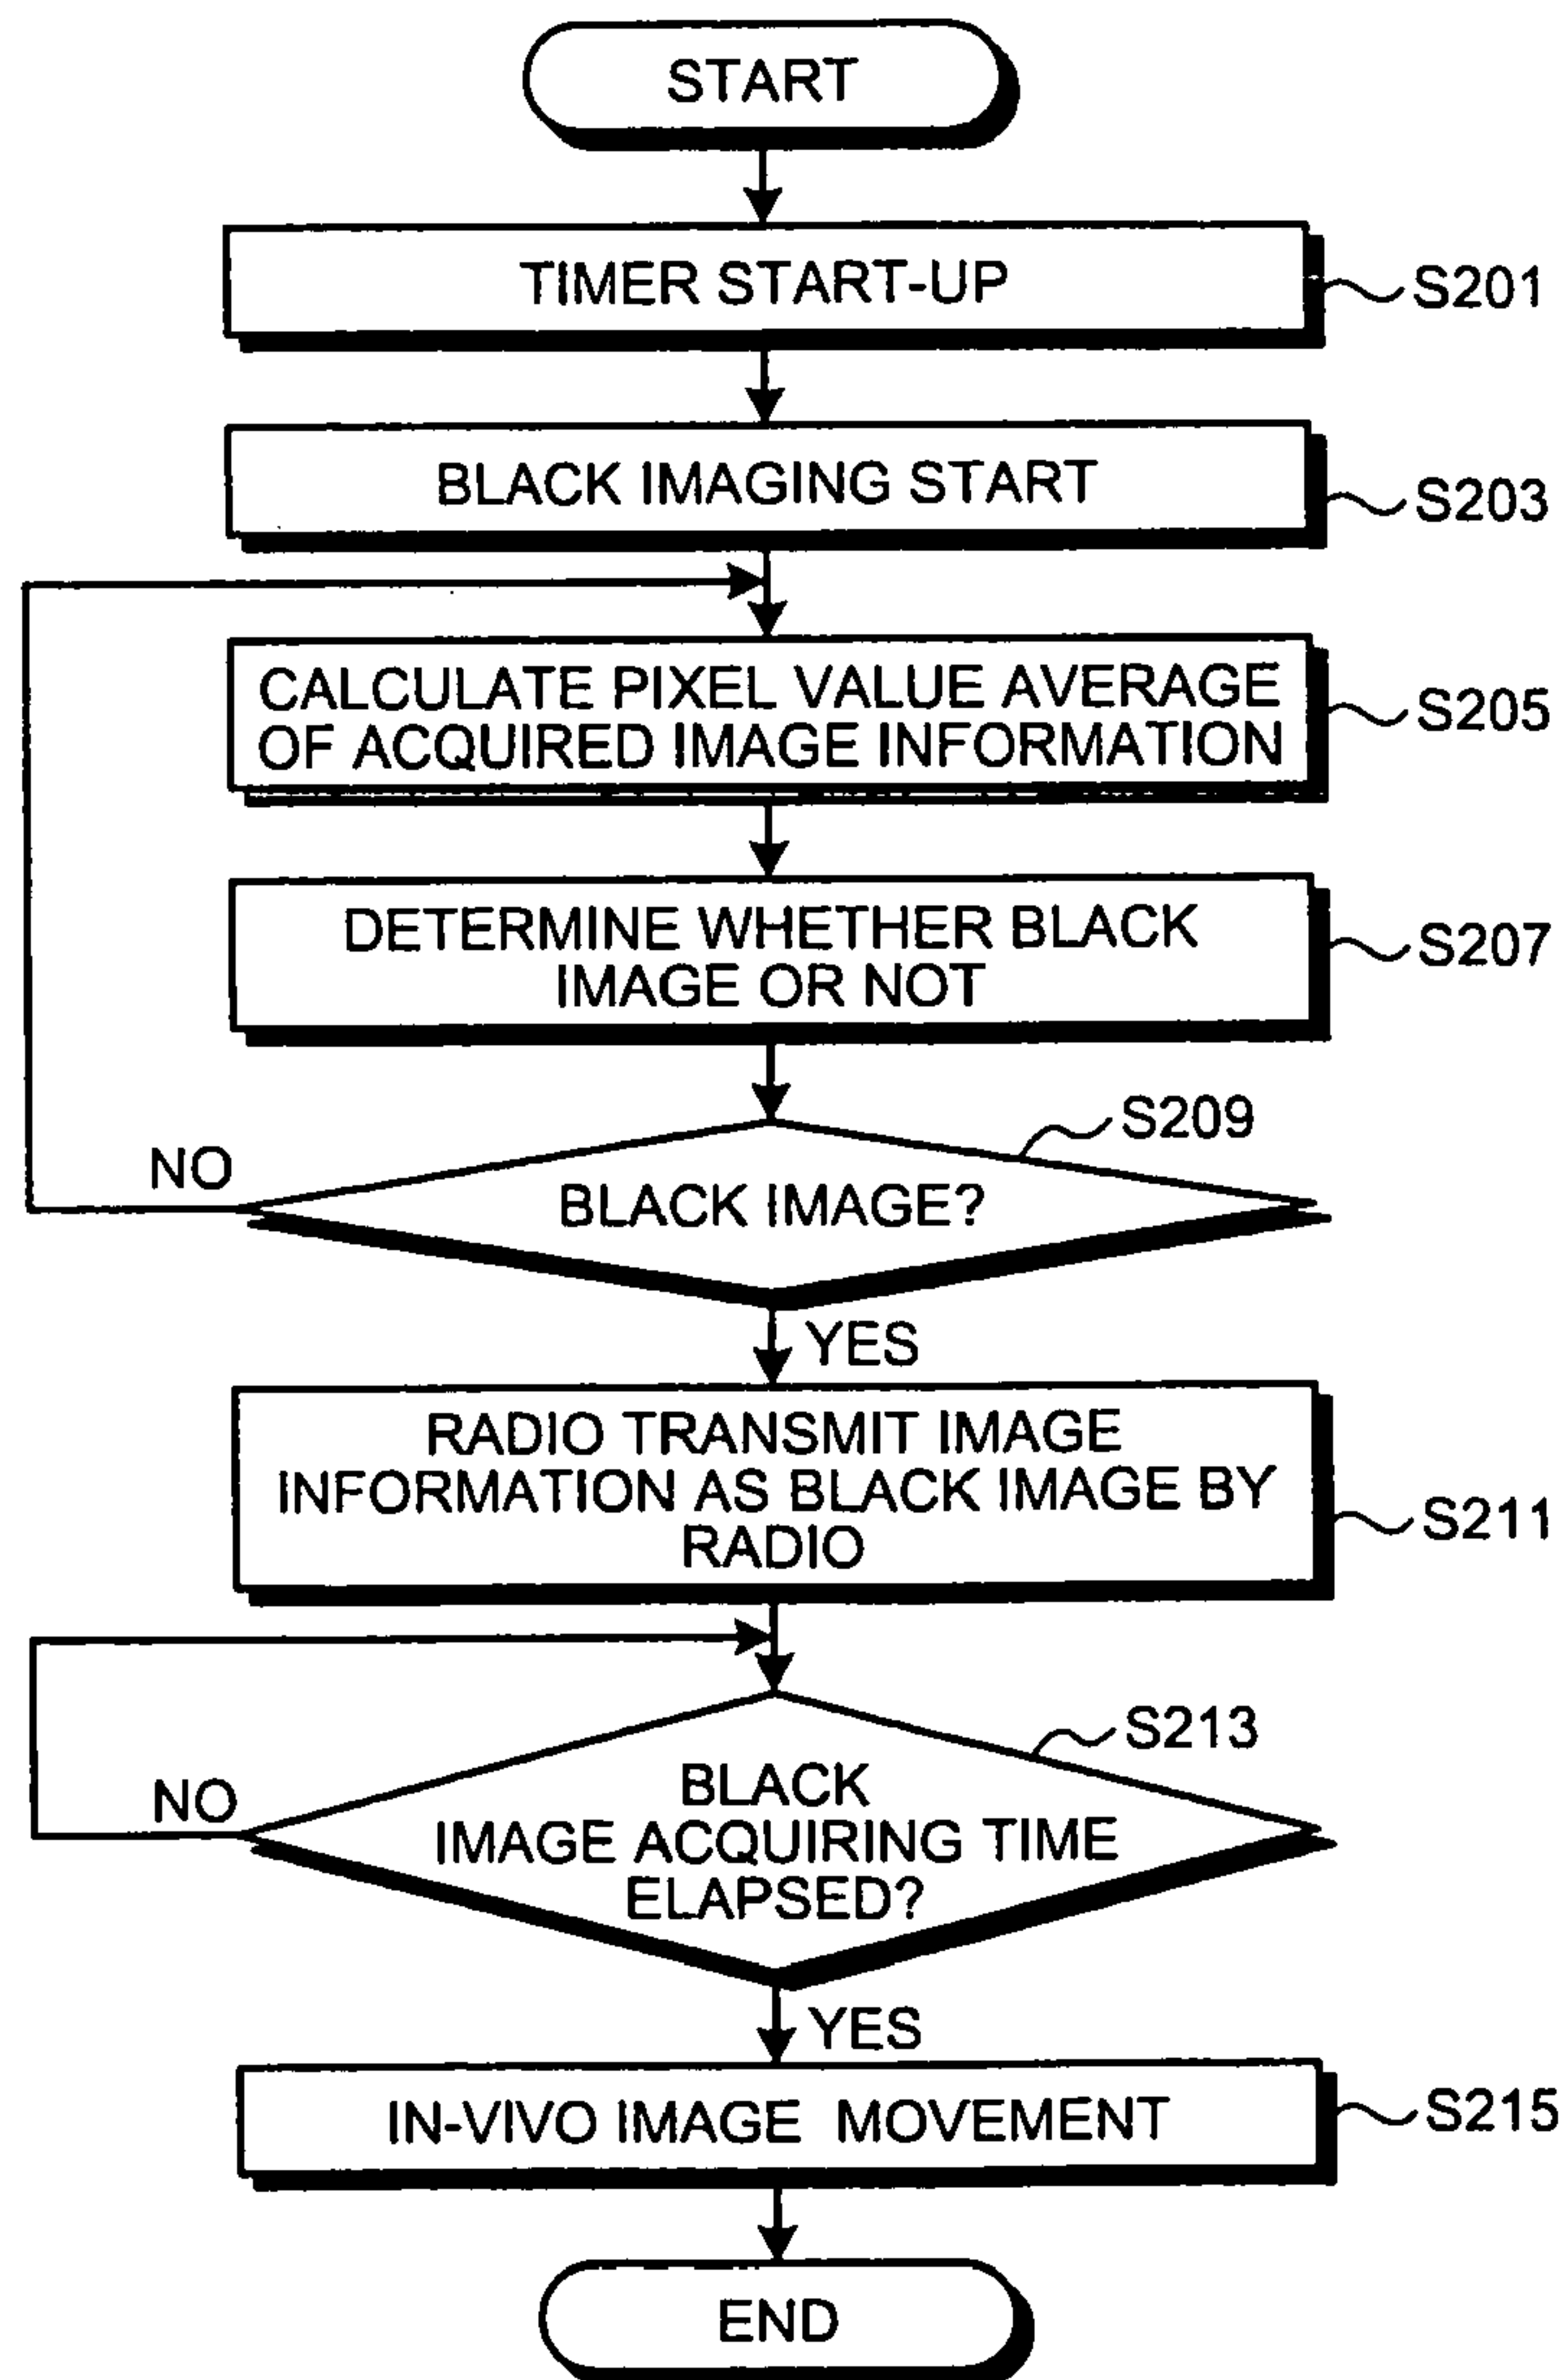 START
TIMER START-UP
S201
BLACK IMAGING START
S203
CALCULATE PIXEL VALUE AVERAGE
OF ACQUIRED IMAGE INFORMATION
S205
DETERMINE WHETHER BLACK
IMAGE OR NOT
S207
S209
NO
BLACK IMAGE?
YES
RADIO TRANSMIT IMAGE
INFORMATION AS BLACK IMAGE BY
RADIO
S211
S213
NO
BLACK
IMAGE ACQUIRING TIME
ELAPSED?
YES
IN-VIVO IMAGE MOVEMENT
S215
END